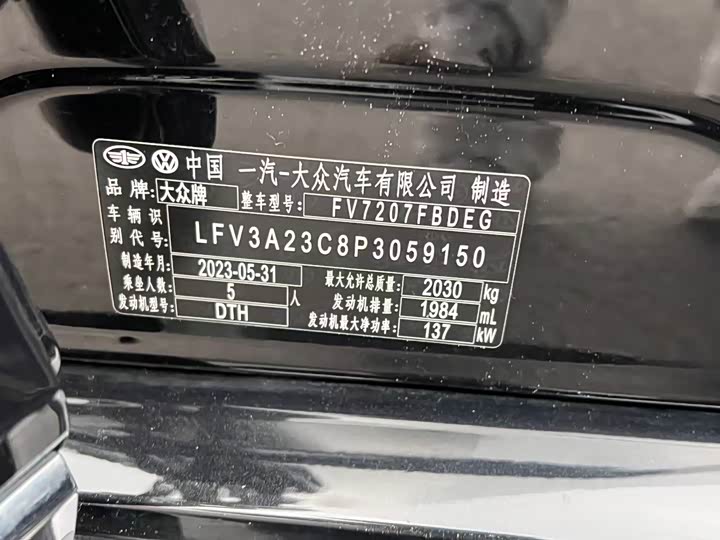 中国 一汽-大众汽车有限公司 制造
品牌: 大众牌 整车型号: FV7207FBDEG
车辆识别代号: LFV3A23C8P3059150
制造年月: 2023-05-31 最大允许总质量: 2030 kg
乘坐人数: 5 人 发动机排量: 1984 mL
发动机型号: DTH 发动机最大净功率: 137 kW